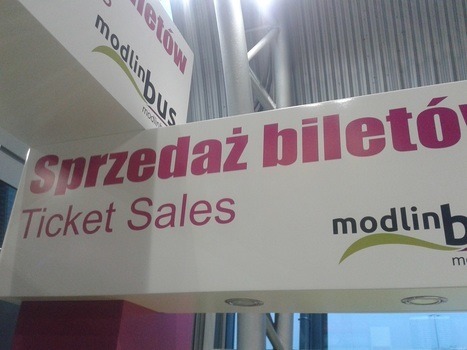 biletów
s
modlinbus
Sprzedaż biletów
Ticket Sales
modlinbus